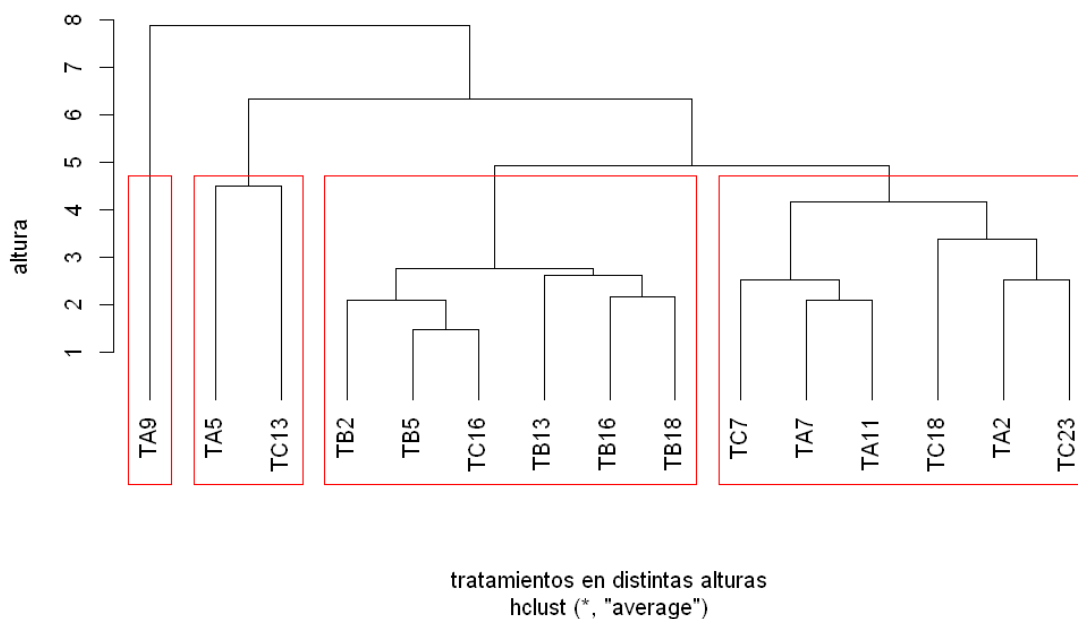 8
7
6
5
4
3
2
1
altura
TA9
TA5
TC13
TB2
TB5
TC16
TB13
TB16
TB18
TC7
TA7
TA11
TC18
TA2
TC23
tratamientos en distintas alturas
hclust (*, "average")